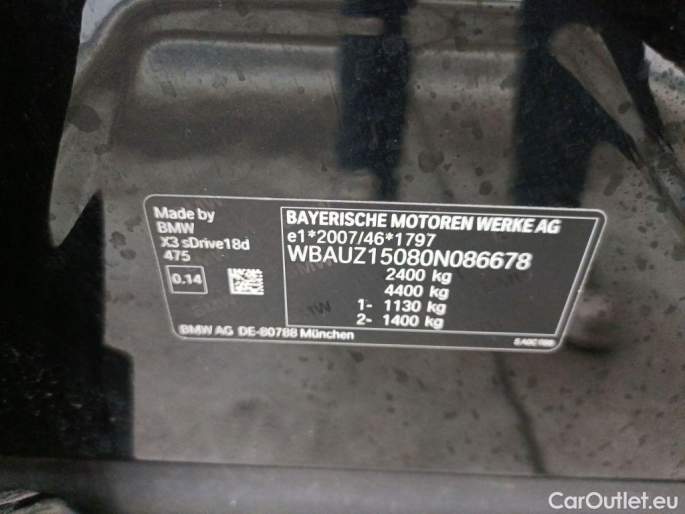 Made by
BMW
X3 sDrive18d
475
0.14
BAYERISCHE MOTOREN WERKE AG
e1*2007/46*1797
WBAUZ15080N086678
2400 kg
4400 kg
1- 1130 kg
2- 1400 kg
BMW AG DE-80788 München
CarOutlet.eu